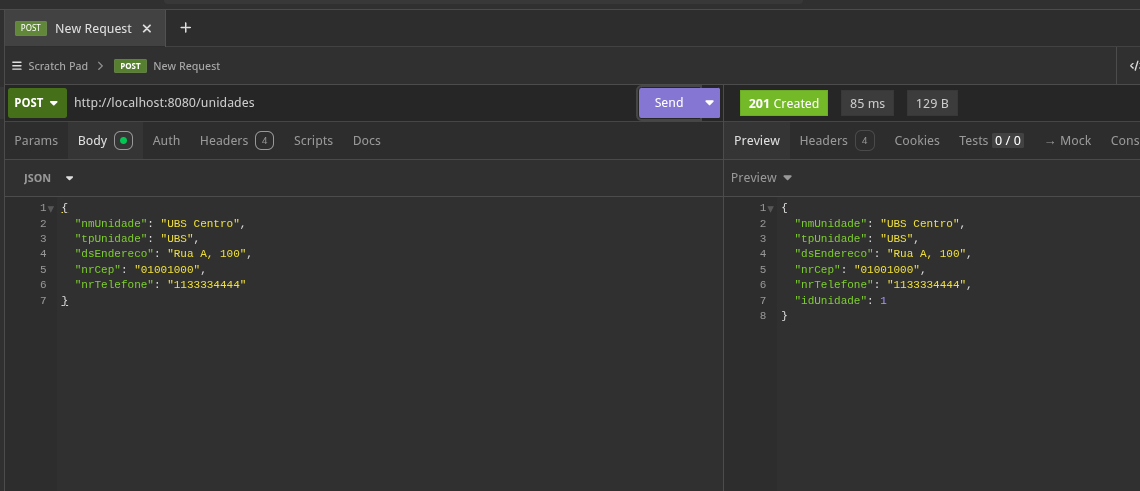 POST New Request ✕ +
☰ Scratch Pad > POST New Request
POST http://localhost:8080/unidades Send
201 Created 85 ms 129 B
Params Body Auth Headers 4 Scripts Docs
Preview Headers 4 Cookies Tests 0 / 0 → Mock Cons
JSON
Preview
1 {
2 "nmUnidade": "UBS Centro",
3 "tpUnidade": "UBS",
4 "dsEndereco": "Rua A, 100",
5 "nrCep": "01001000",
6 "nrTelefone": "1133334444"
7 }
1 {
2 "nmUnidade": "UBS Centro",
3 "tpUnidade": "UBS",
4 "dsEndereco": "Rua A, 100",
5 "nrCep": "01001000",
6 "nrTelefone": "1133334444",
7 "idUnidade": 1
8 }